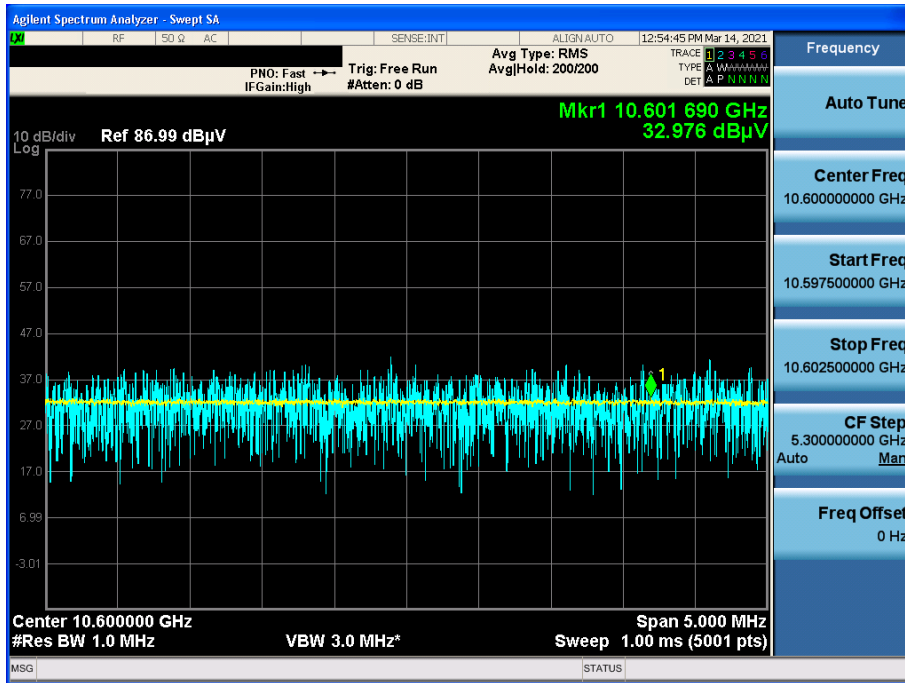 Agilent Spectrum Analyzer - Swept SA
LXI RF 50 Ω AC SENSE:INT ALIGN AUTO 12:54:45 PM Mar 14, 2021
PNO: Fast
IFGain:High
Trig: Free Run
#Atten: 0 dB
Avg Type: RMS
Avg|Hold: 200/200
TRACE 1 2 3 4 5 6
TYPE A WWWWWW
DET A P N N N N
Mkr1 10.601 690 GHz
32.976 dBµV
10 dB/div Ref 86.99 dBµV
Log
77.0
67.0
57.0
47.0
37.0
27.0
17.0
6.99
-3.01
1
Center 10.600000 GHz Span 5.000 MHz
#Res BW 1.0 MHz VBW 3.0 MHz* Sweep 1.00 ms (5001 pts)
MSG STATUS
Frequency
Auto Tune
Center Freq
10.600000000 GHz
Start Freq
10.597500000 GHz
Stop Freq
10.602500000 GHz
CF Step
5.300000000 GHz
Auto Man
Freq Offset
0 Hz